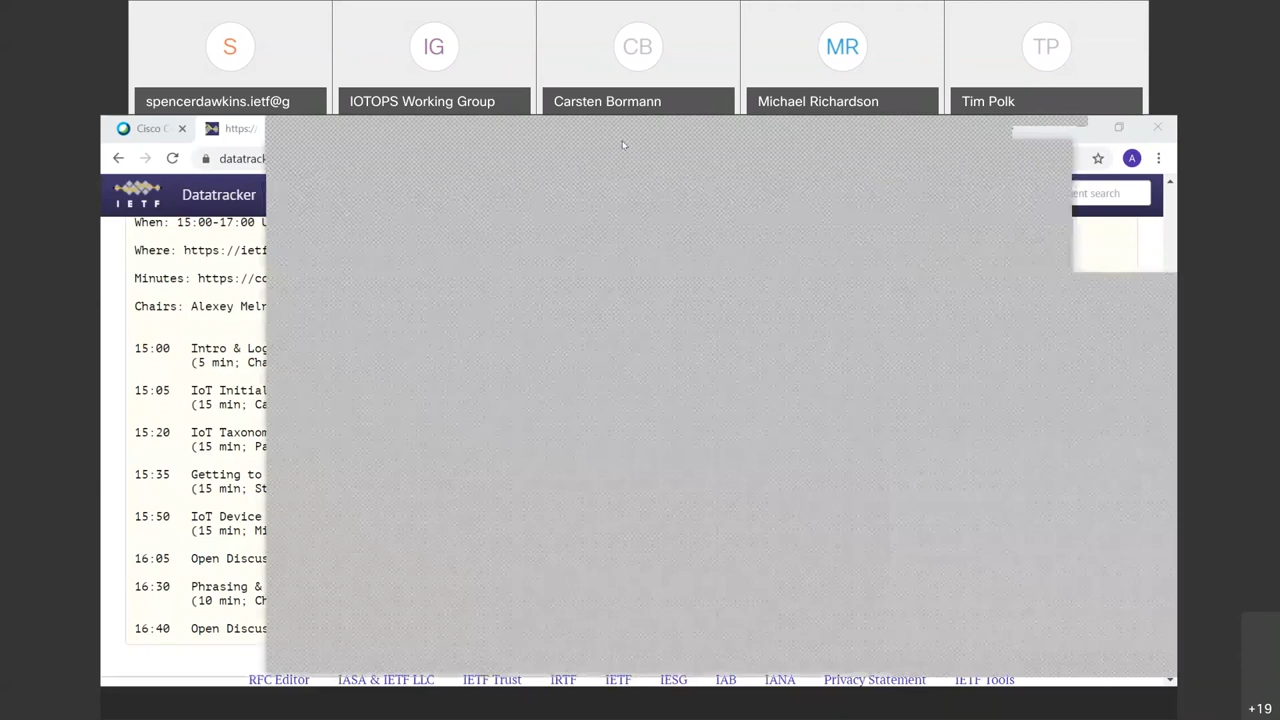 S
IG
CB
MR
TP
spencerdawkins.ietf@g
IOTOPS Working Group
Carsten Bormann
Michael Richardson
Tim Polk
Cisco C
https://
datatrack
A
I E T F
Datatracker
ent search
When: 15:00-17:00 U
Where: https://ietf
Minutes: https://co
Chairs: Alexey Meln
15:00 Intro & Log
(5 min; Cha
15:05 IoT Initial
(15 min; Ca
15:20 IoT Taxonom
(15 min; Pa
15:35 Getting to
(15 min; St
15:50 IoT Device
(15 min; Mi
16:05 Open Discus
16:30 Phrasing &
(10 min; Ch
16:40 Open Discus
RFC Editor IASA & IETF LLC IETF Trust IRTF IETF IESG IAB IANA Privacy Statement IETF Tools
+19